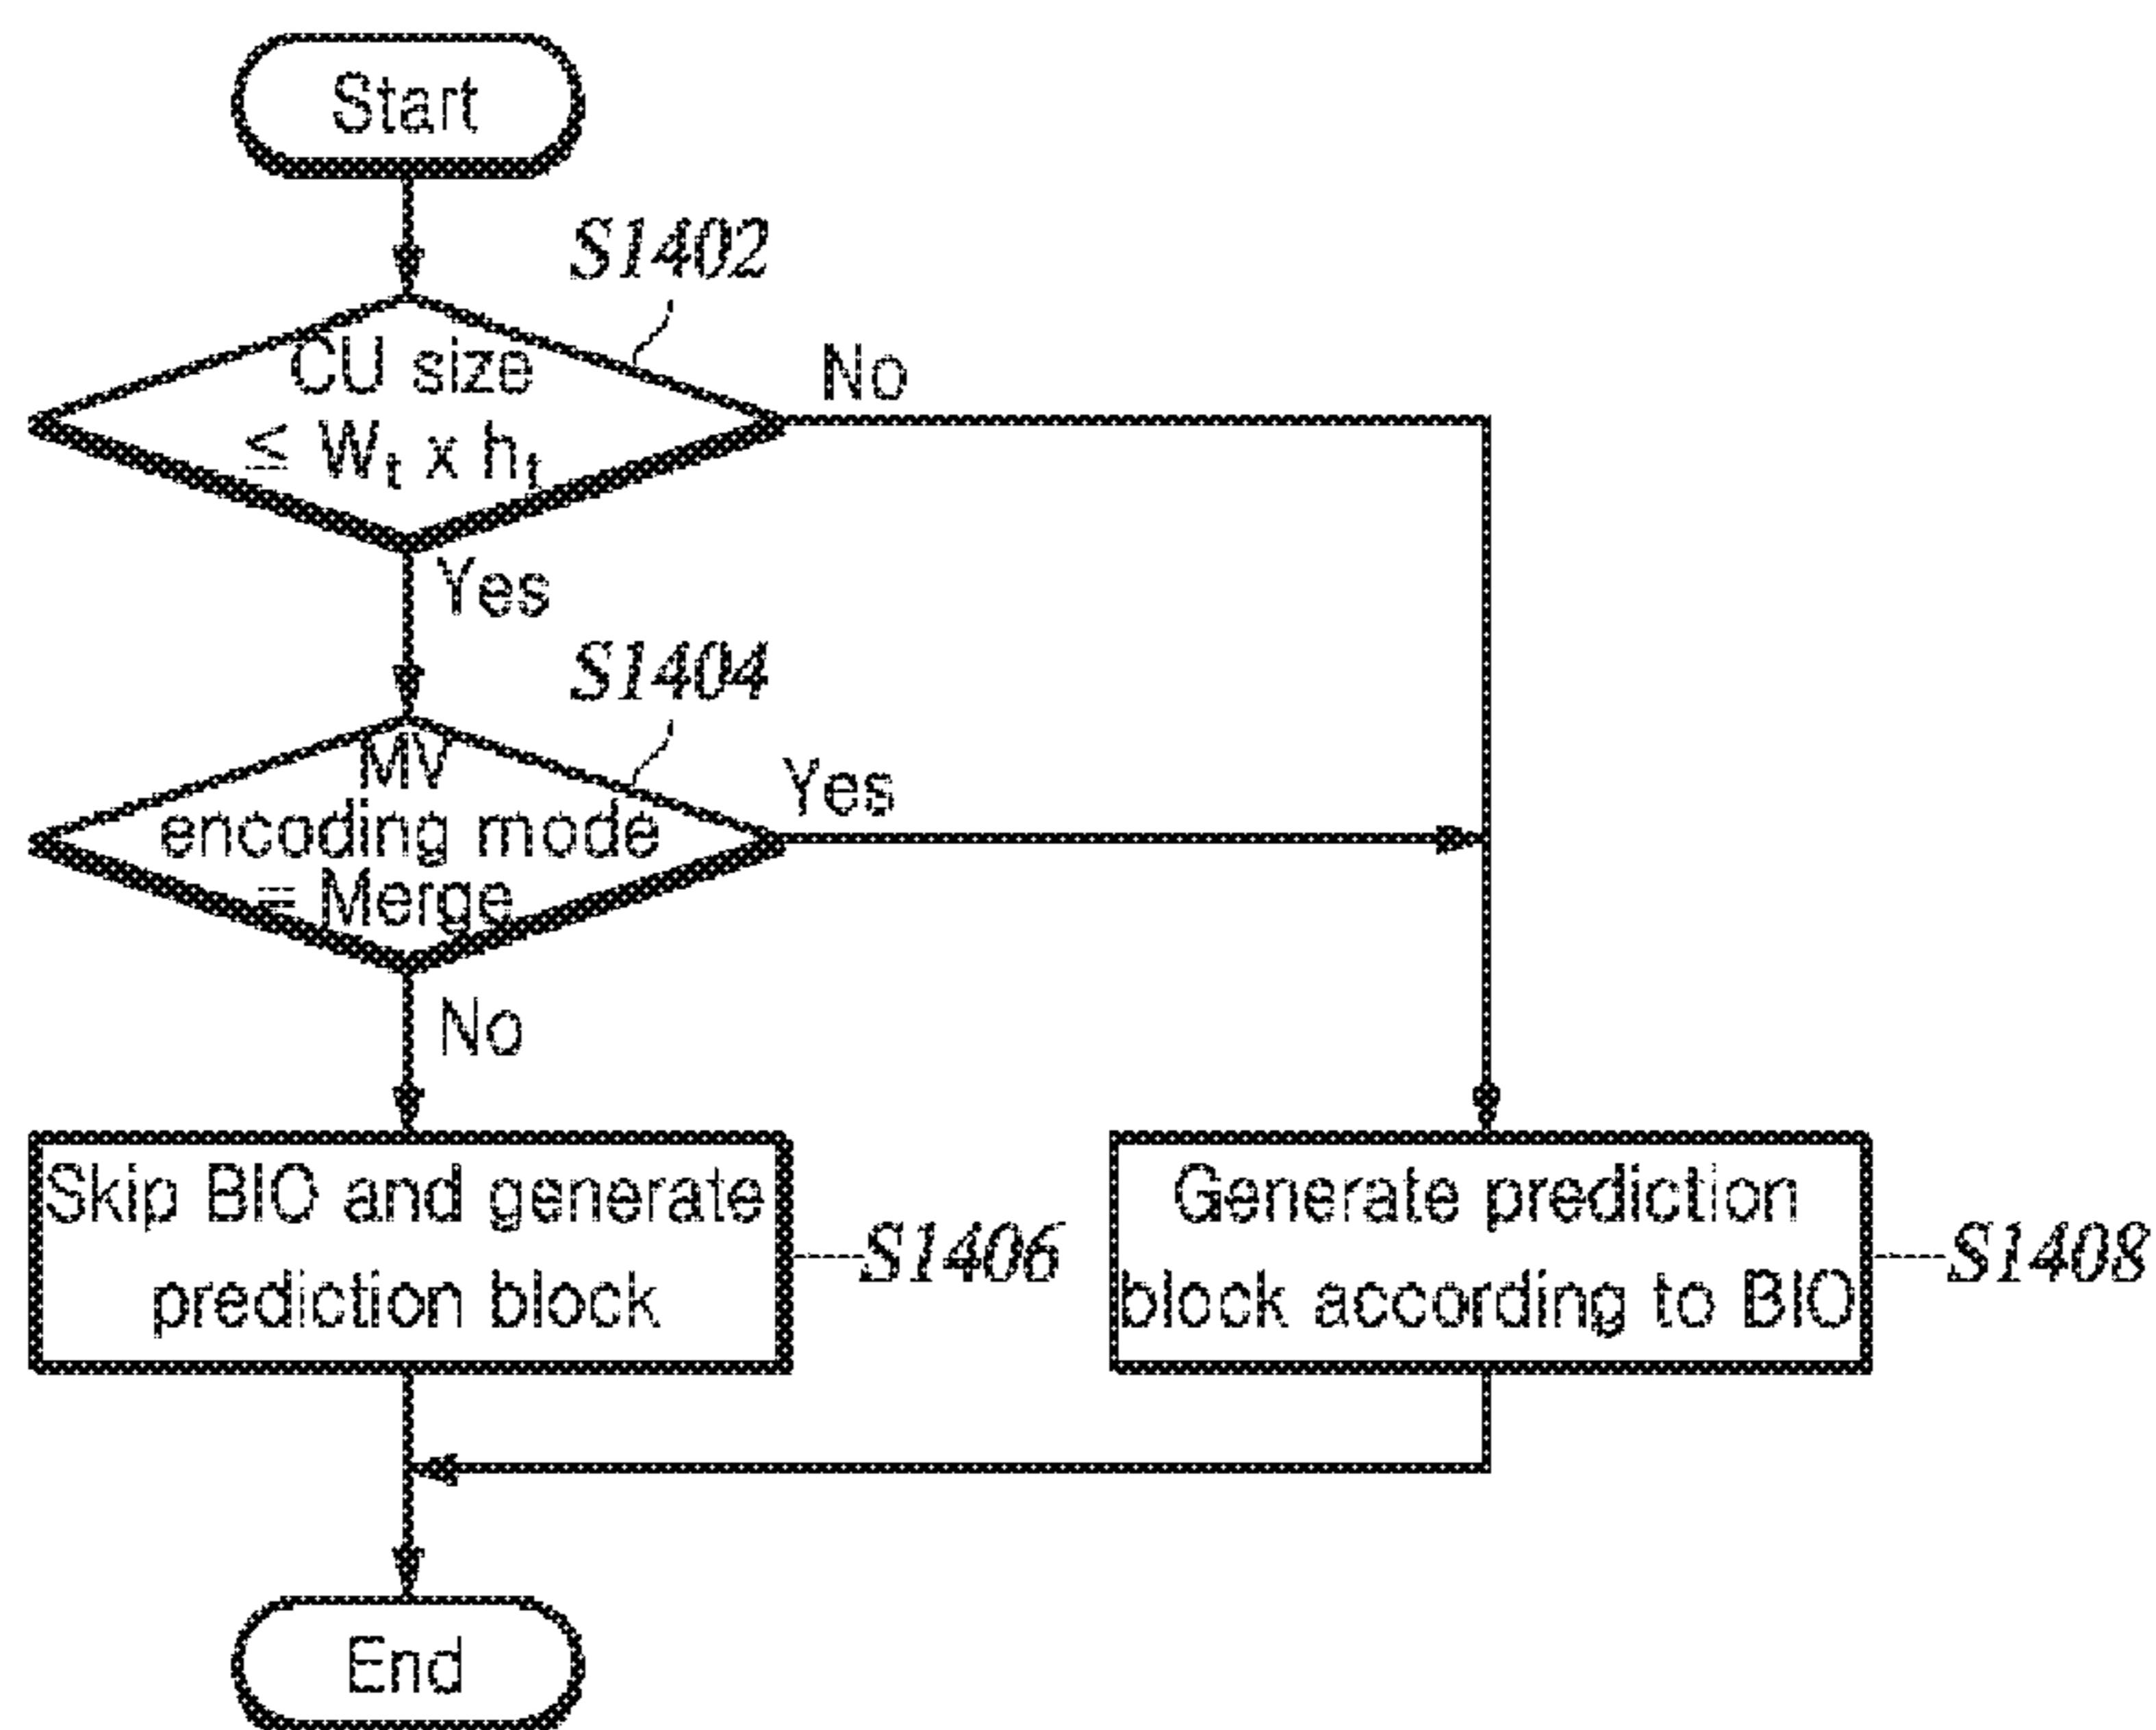 Start
S1402
CU size
≤ Wt x ht
No
Yes
S1404
MV
encoding mode
= Merge
Yes
No
Skip BIO and generate
prediction block
S1406
Generate prediction
block according to BIO
S1408
End